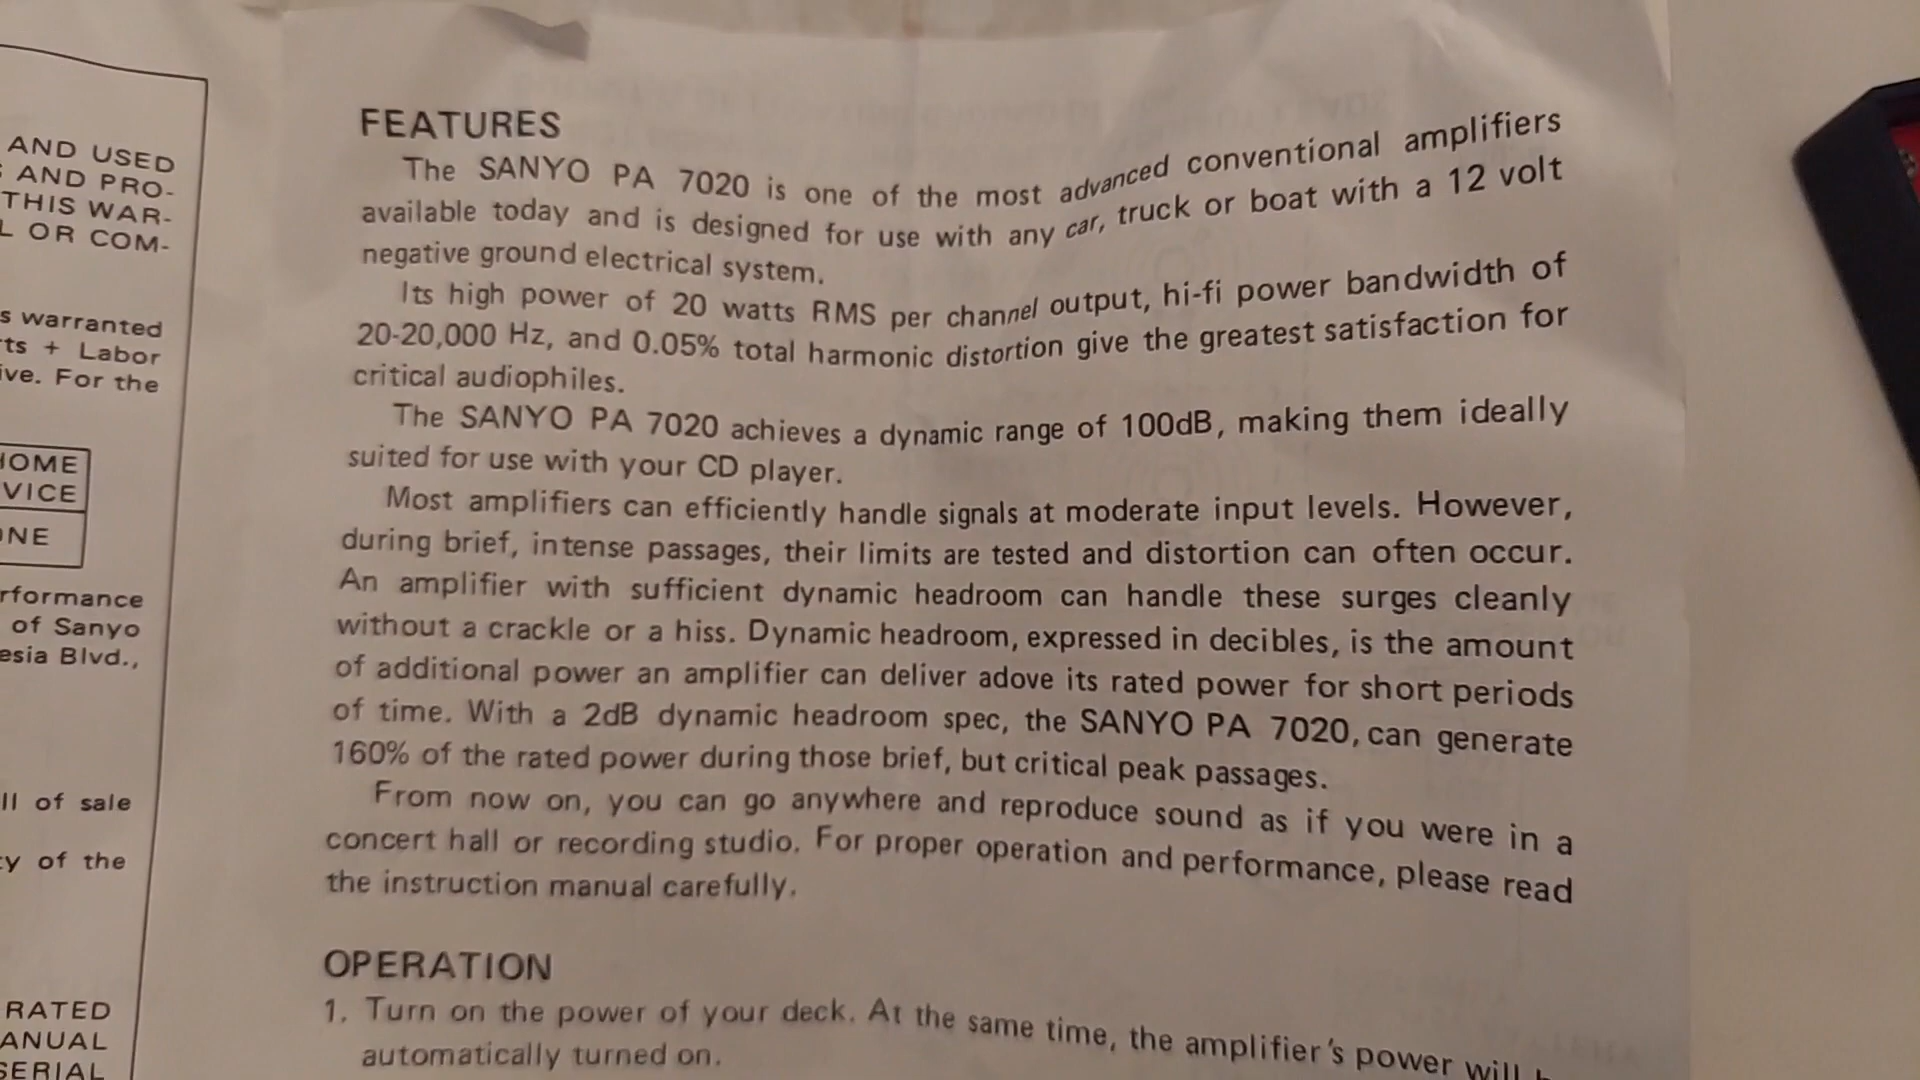 AND USED
AND PRO-
THIS WAR-
L OR COM-
s warranted
ts + Labor
ive. For the
HOME
VICE
ONE
rformance
of Sanyo
esia Blvd.,
ll of sale
y of the
RATED
ANUAL
SERIAL
FEATURES
The SANYO PA 7020 is one of the most advanced conventional amplifiers
available today and is designed for use with any car, truck or boat with a 12 volt
negative ground electrical system.
Its high power of 20 watts RMS per channel output, hi-fi power bandwidth of
20-20,000 Hz, and 0.05% total harmonic distortion give the greatest satisfaction for
critical audiophiles.
The SANYO PA 7020 achieves a dynamic range of 100dB, making them ideally
suited for use with your CD player.
Most amplifiers can efficiently handle signals at moderate input levels. However,
during brief, intense passages, their limits are tested and distortion can often occur.
An amplifier with sufficient dynamic headroom can handle these surges cleanly
without a crackle or a hiss. Dynamic headroom, expressed in decibles, is the amount
of additional power an amplifier can deliver adove its rated power for short periods
of time. With a 2dB dynamic headroom spec, the SANYO PA 7020, can generate
160% of the rated power during those brief, but critical peak passages.
From now on, you can go anywhere and reproduce sound as if you were in a
concert hall or recording studio. For proper operation and performance, please read
the instruction manual carefully.
OPERATION
1. Turn on the power of your deck. At the same time, the amplifier's power will
automatically turned on.